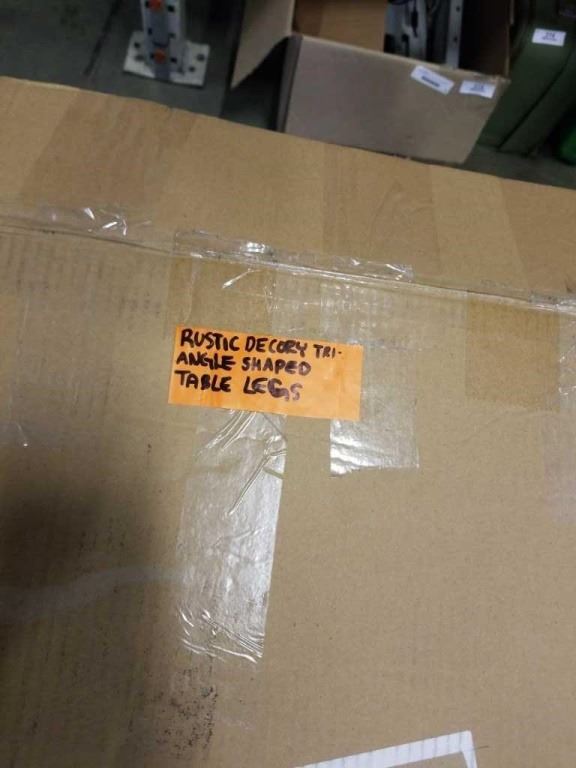 RUSTIC DECORY TRI-
ANGLE SHAPED
TABLE LEGS